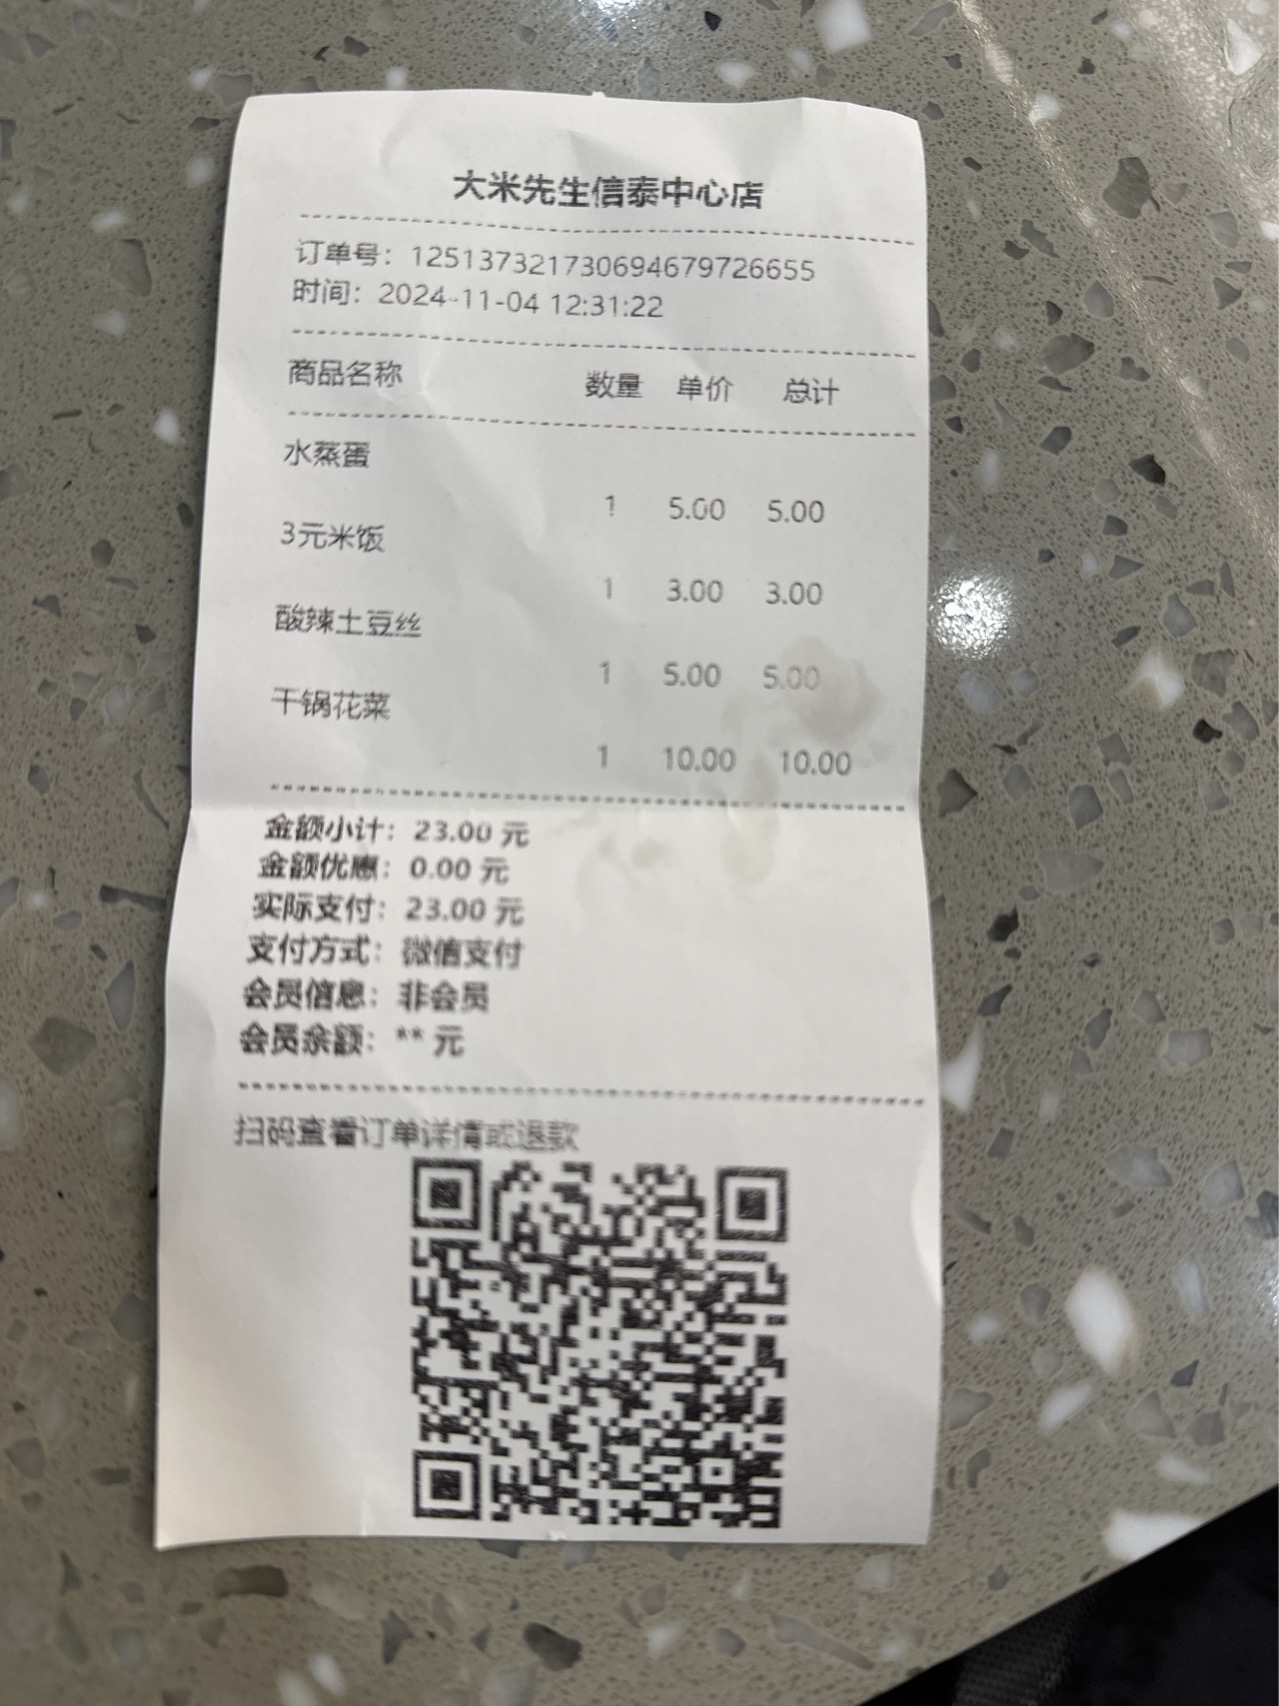 大米先生信泰中心店
订单号：1251373217306946797​26655
时间：2024-11-04 12:31:22
商品名称 数量 单价 总计
水蒸蛋
1 5.00 5.00
3元米饭
1 3.00 3.00
酸辣土豆丝
1 5.00 5.00
干锅花菜
1 10.00 10.00
金额小计：23.00 元
金额优惠：0.00 元
实际支付：23.00 元
支付方式：微信支付
会员信息：非会员
会员余额：** 元
扫码查看订单详情或退款